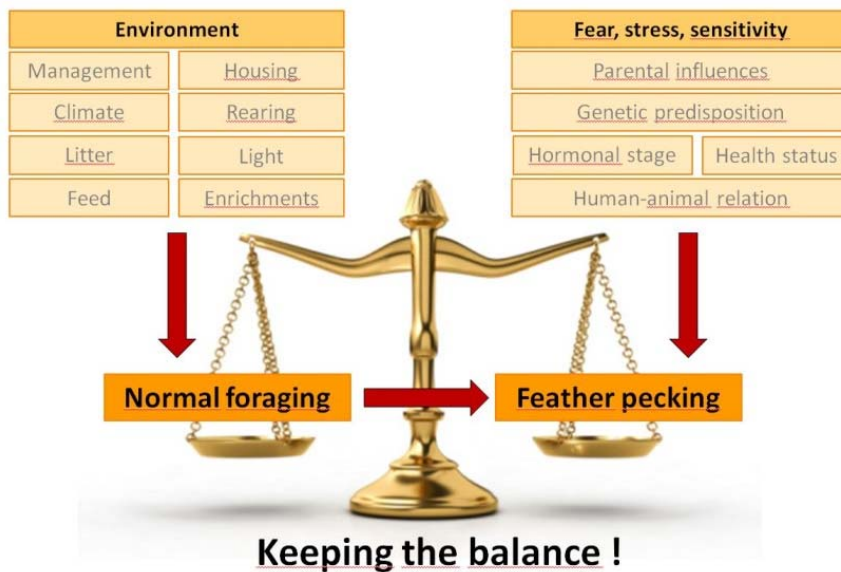 Environment
Management
Housing
Climate
Rearing
Litter
Light
Feed
Enrichments
Fear, stress, sensitivity
Parental influences
Genetic predisposition
Hormonal stage
Health status
Human-animal relation
Normal foraging
Feather pecking
Keeping the balance !